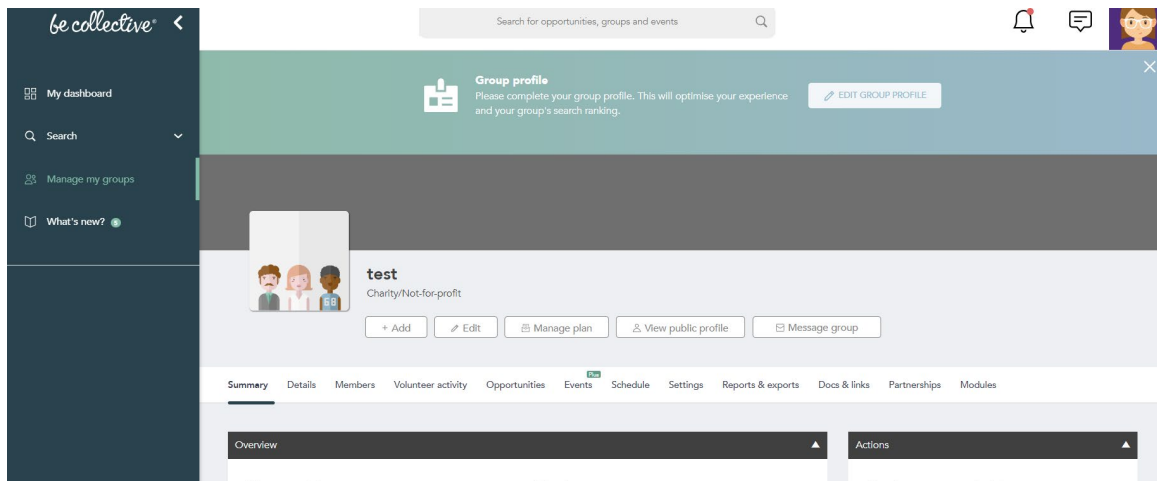 be collective
Search for opportunities, groups and events
My dashboard
Search
Manage my groups
What's new? 5
Group profile
Please complete your group profile. This will optimise your experience
and your group's search ranking.
EDIT GROUP PROFILE
68
test
Charity/Not-for-profit
+ Add Edit Manage plan View public profile Message group
Summary Details Members Volunteer activity Opportunities Events Plus Schedule Settings Reports & exports Docs & links Partnerships Modules
Overview
Actions